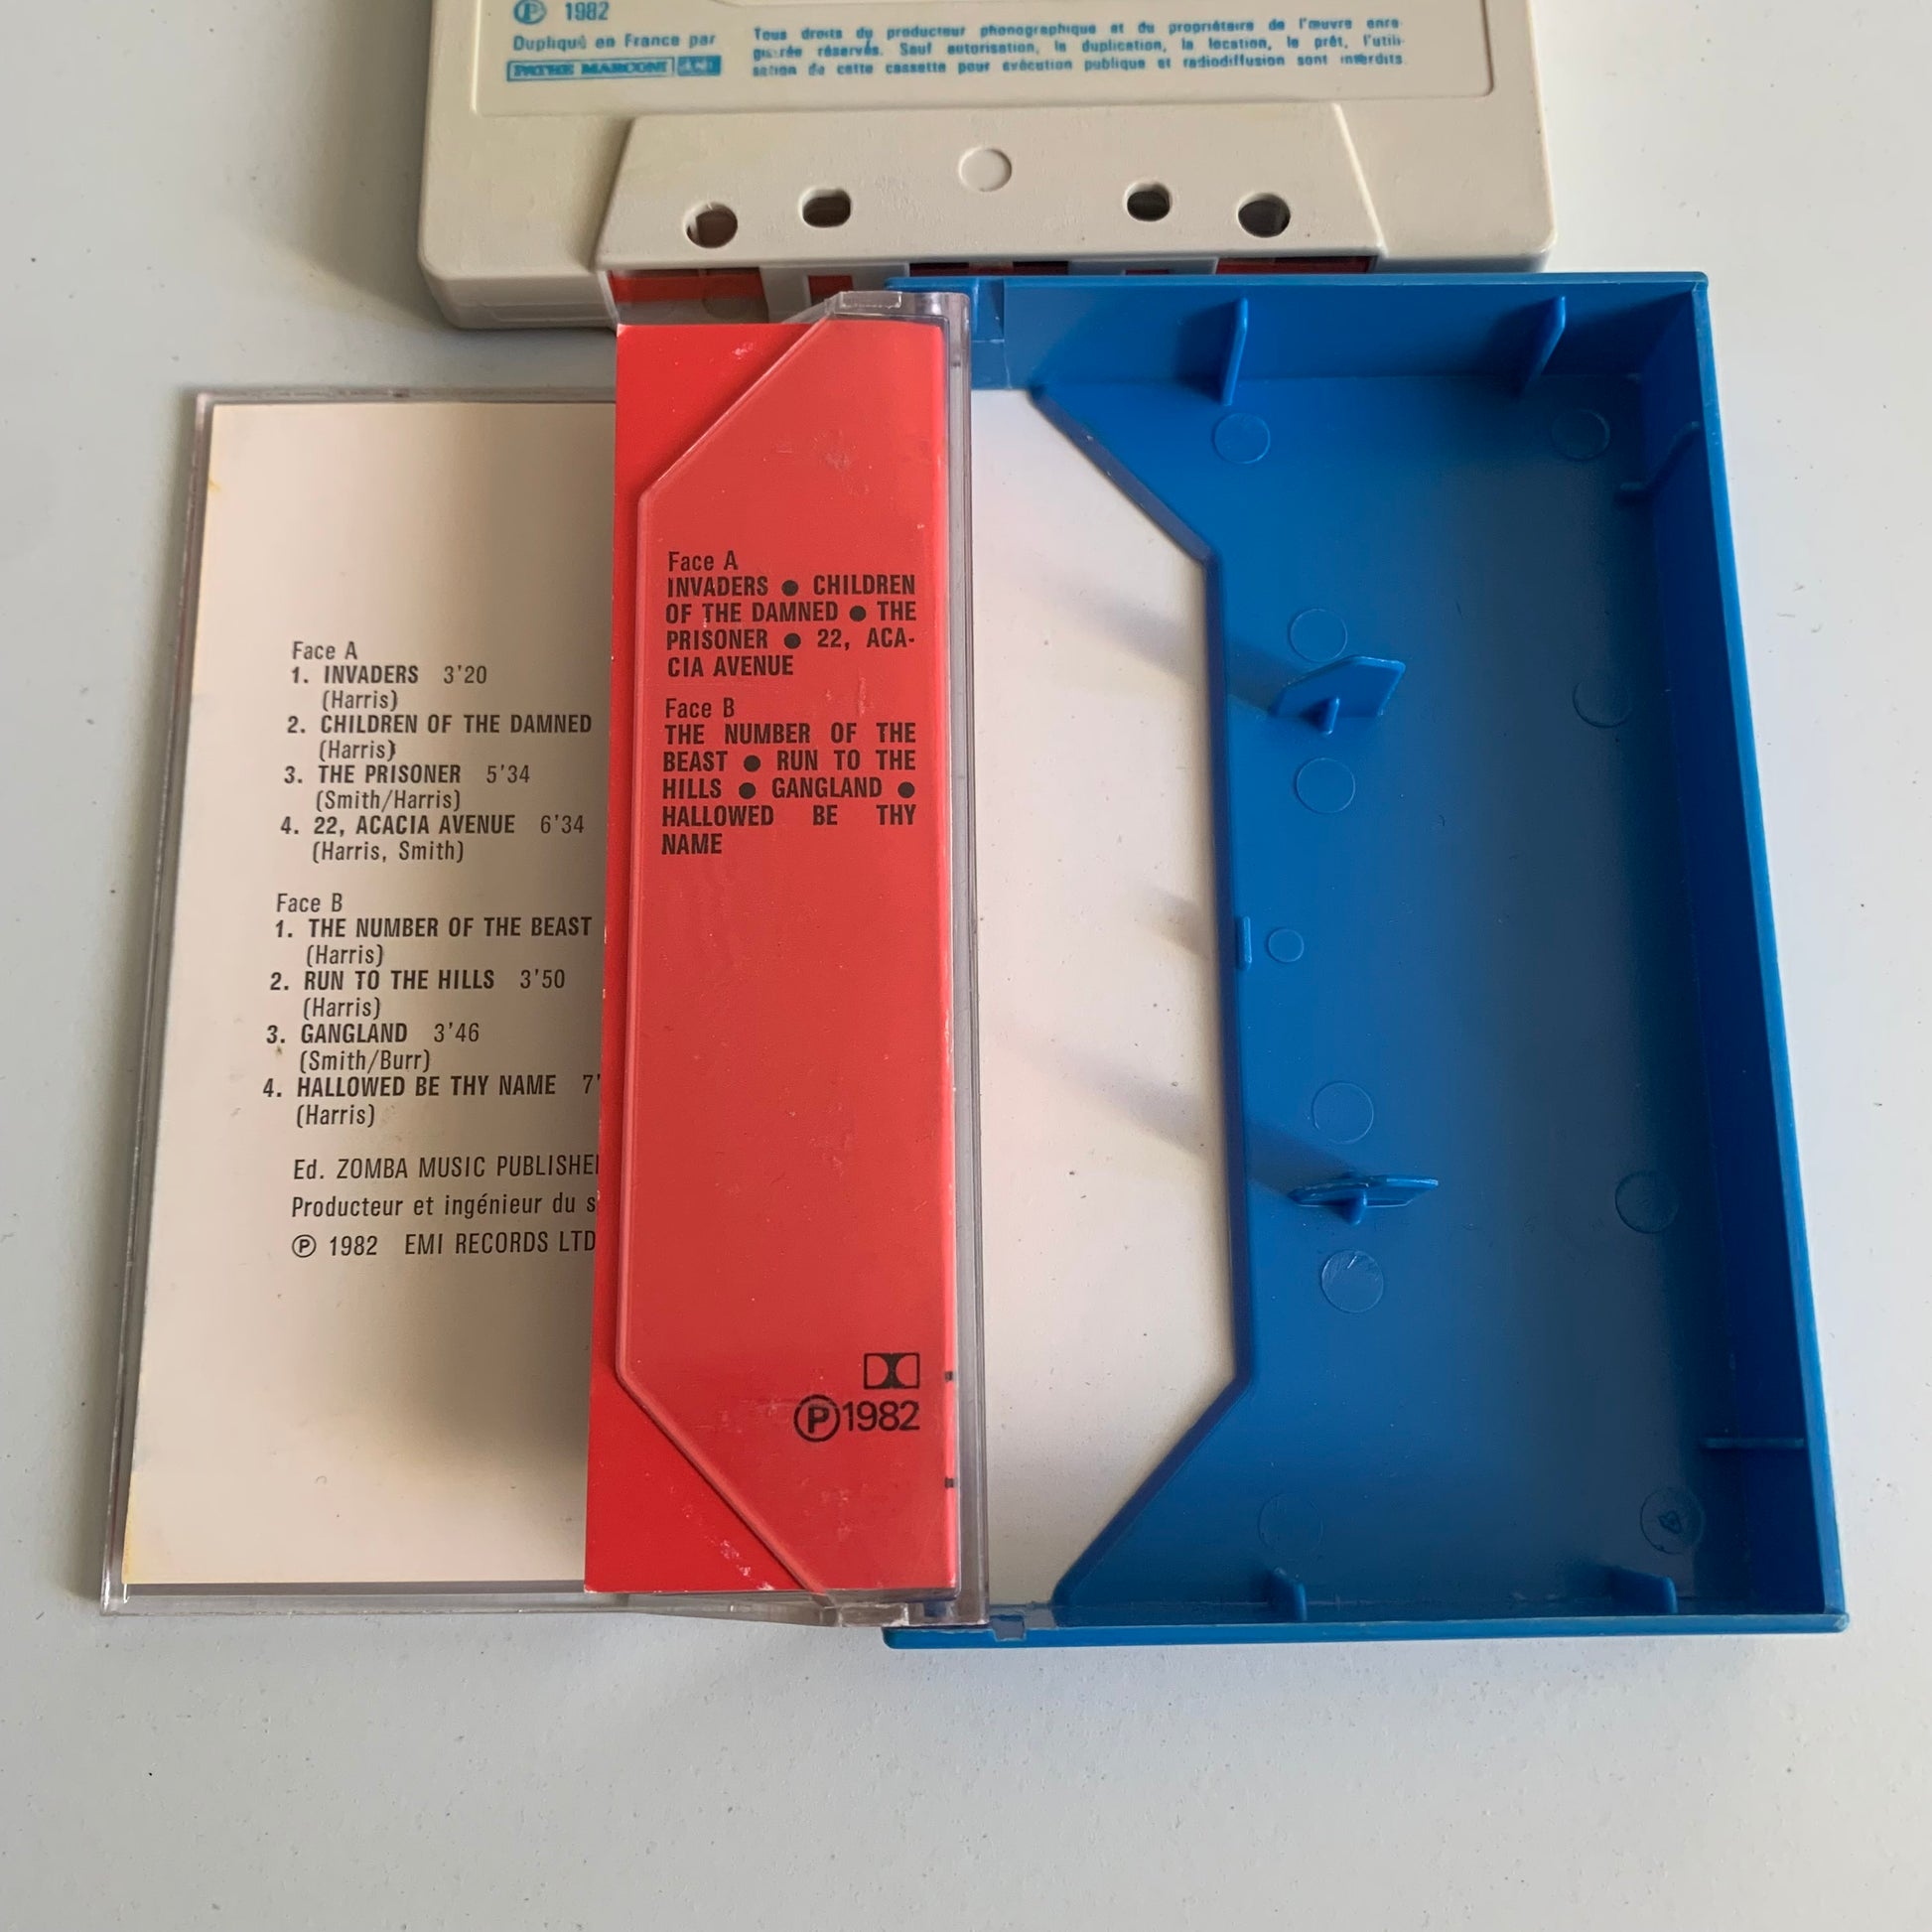 Ⓟ 1982
Dupliqué en France par
PATHE MARCONI EMI
Tous droits du producteur phonographique et du propriétaire de l'œuvre enre-
gistrée réservés. Sauf autorisation, la duplication, la location, le prêt, l'utili-
sation de cette cassette pour exécution publique et radiodiffusion sont interdits.
Face A
1. INVADERS 3'20
(Harris)
2. CHILDREN OF THE DAMNED
(Harris)
3. THE PRISONER 5'34
(Smith/Harris)
4. 22, ACACIA AVENUE 6'34
(Harris, Smith)
Face B
1. THE NUMBER OF THE BEAST
(Harris)
2. RUN TO THE HILLS 3'50
(Harris)
3. GANGLAND 3'46
(Smith/Burr)
4. HALLOWED BE THY NAME 7'
(Harris)
Ed. ZOMBA MUSIC PUBLISHE
Producteur et ingénieur du s
Ⓟ 1982 EMI RECORDS LTD
Face A
INVADERS ● CHILDREN
OF THE DAMNED ● THE
PRISONER ● 22, ACA-
CIA AVENUE
Face B
THE NUMBER OF THE
BEAST ● RUN TO THE
HILLS ● GANGLAND ●
HALLOWED BE THY
NAME
Ⓟ1982